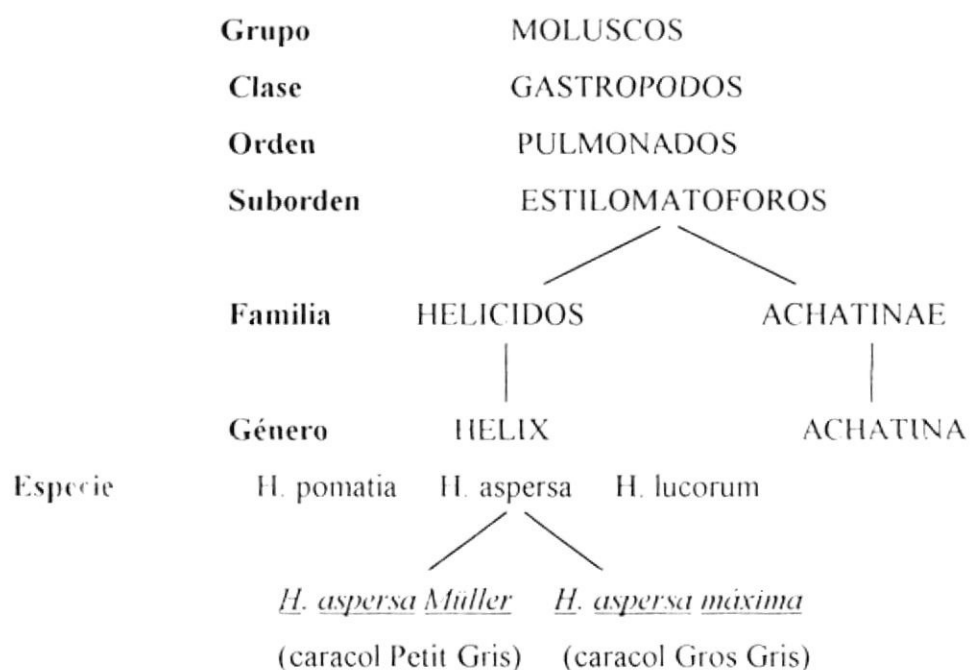 Grupo MOLUSCOS
Clase GASTROPODOS
Orden PULMONADOS
Suborden ESTILOMATOFOROS
Familia HELICIDOS ACHATINAE
Género HELIX ACHATINA
Especie H. pomatia H. aspersa H. lucorum
H. aspersa Müller H. aspersa máxima
(caracol Petit Gris) (caracol Gros Gris)